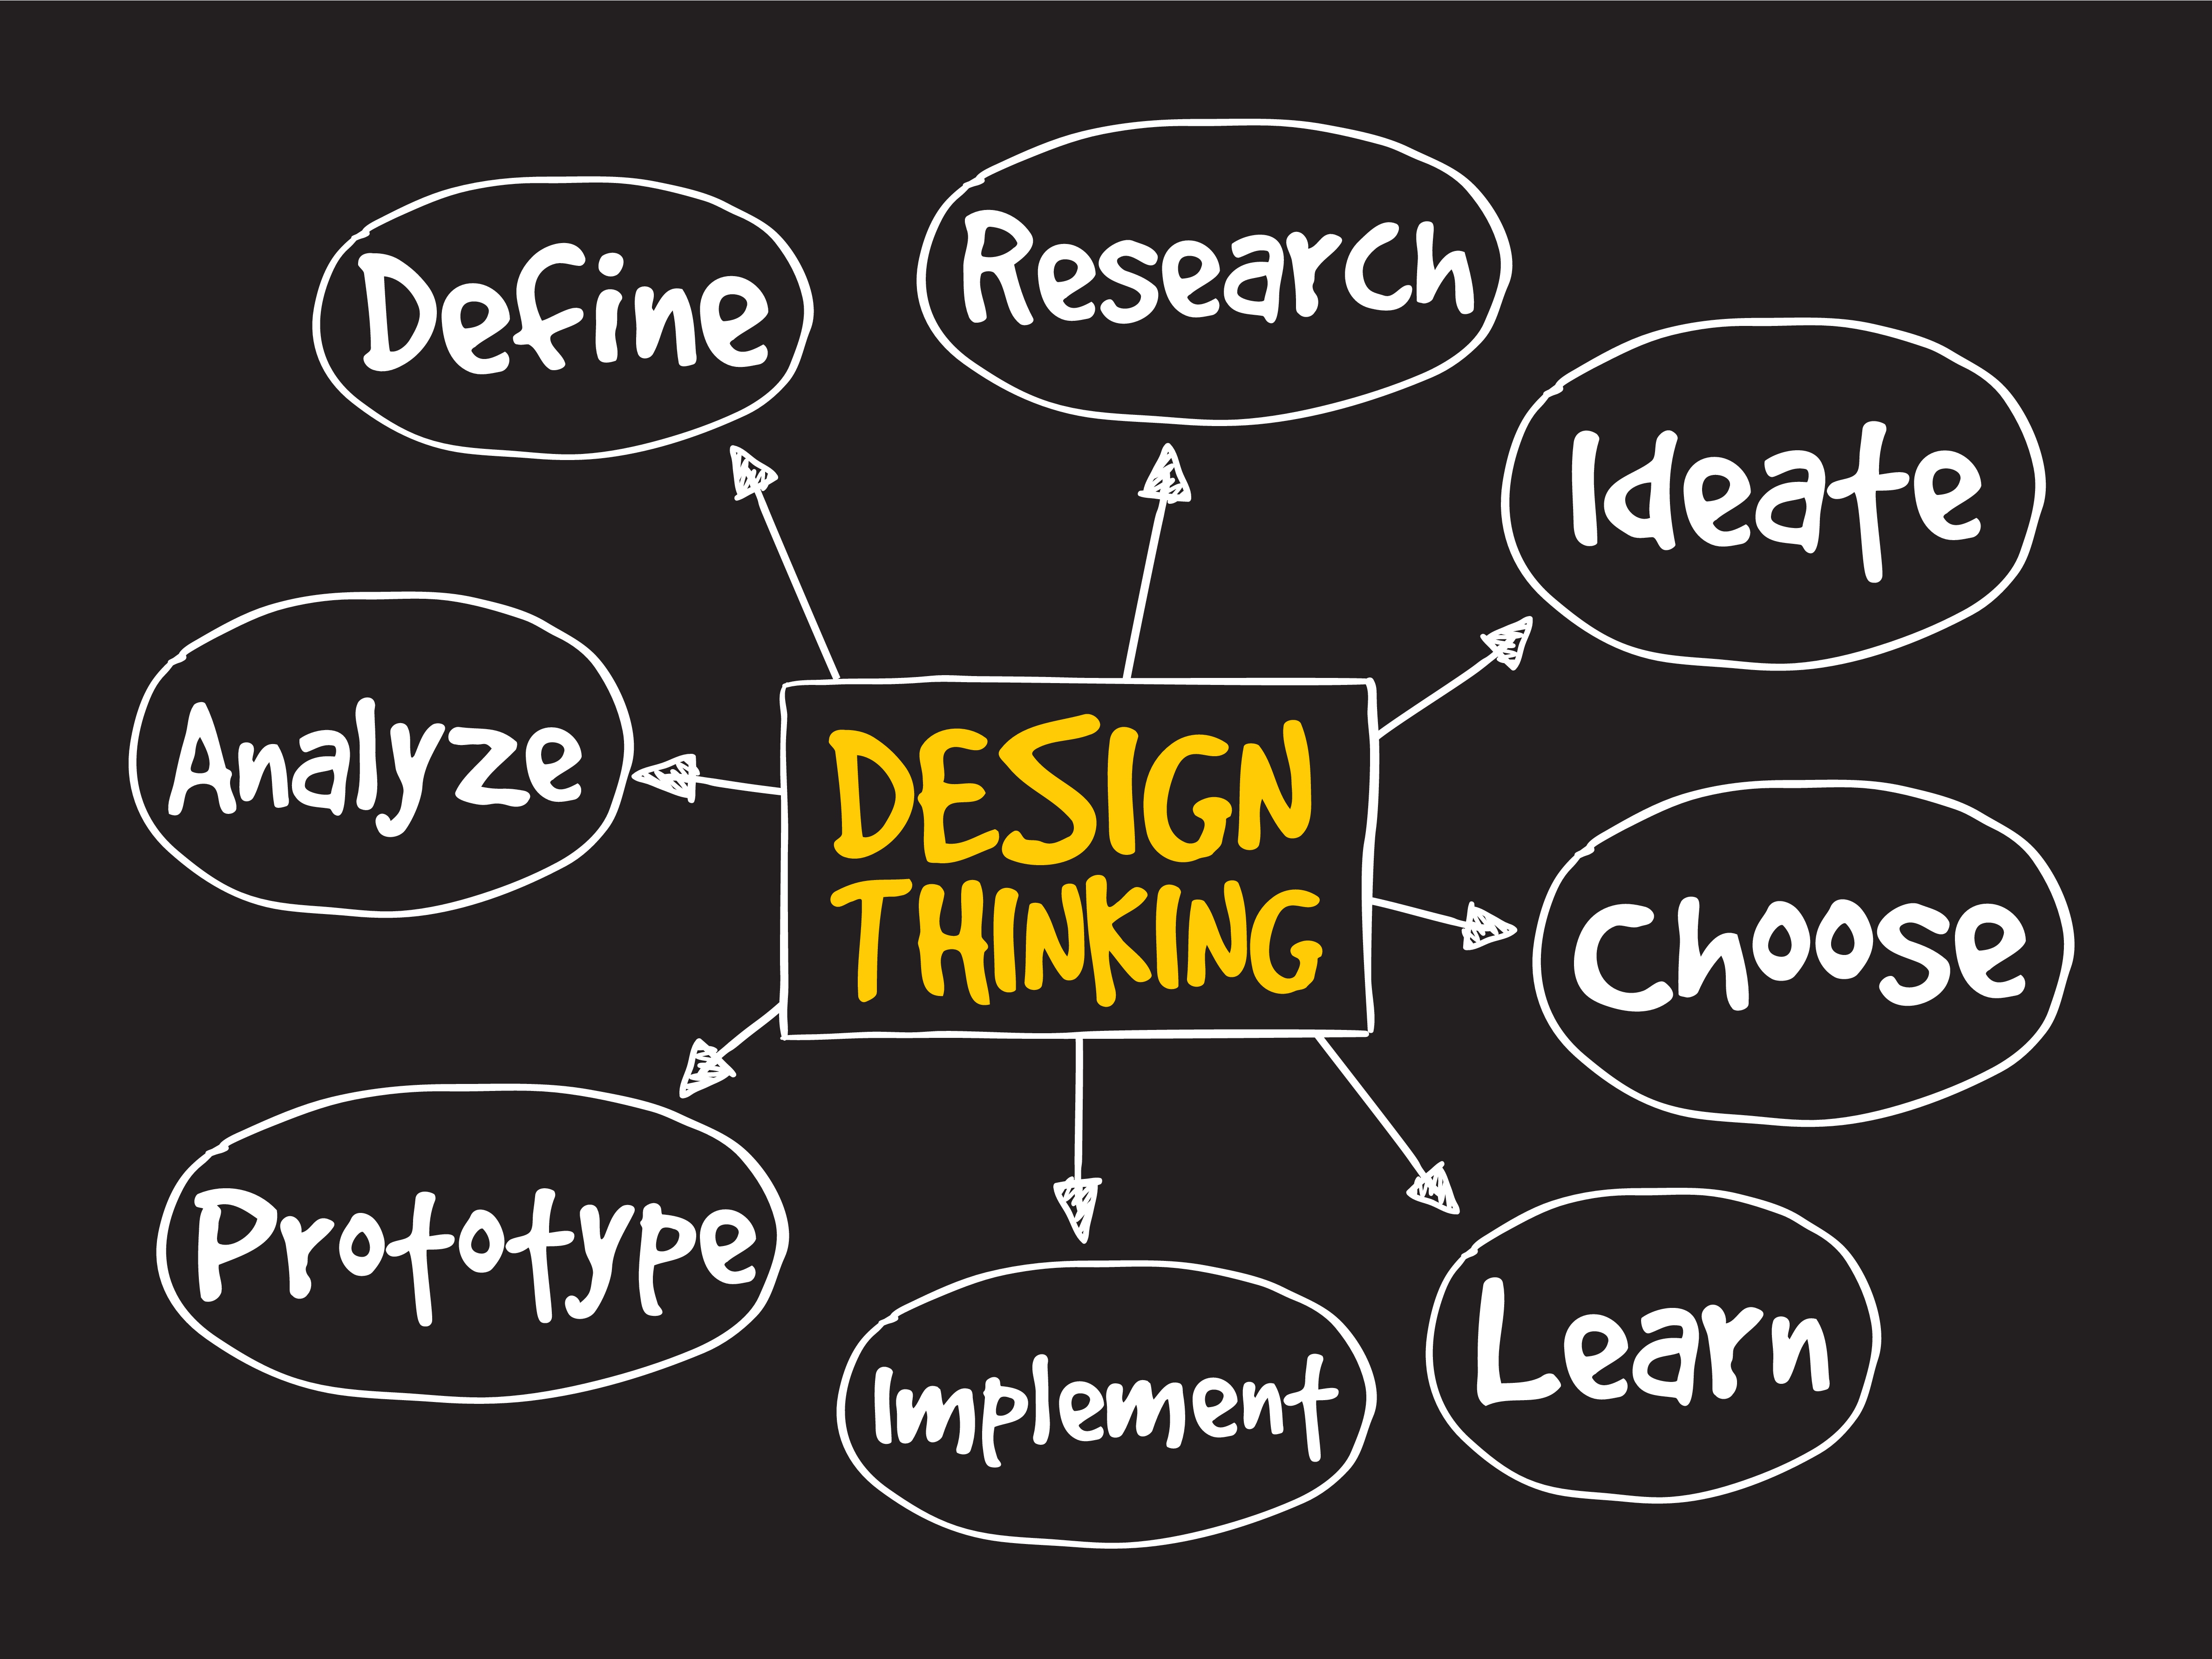 Define
Research
Ideate
Analyze
DESIGN
THINKING
Choose
Prototype
Implement
Learn